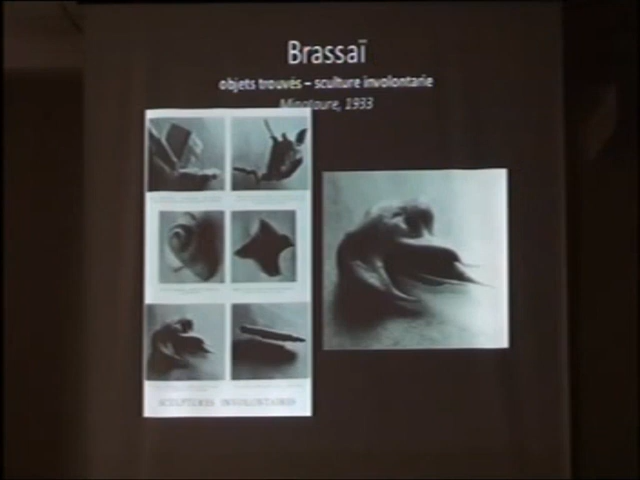 Brassaï
objets trouvés – sculture involontarie
Minotaure, 1933
SCULPTURES INVOLONTAIRES